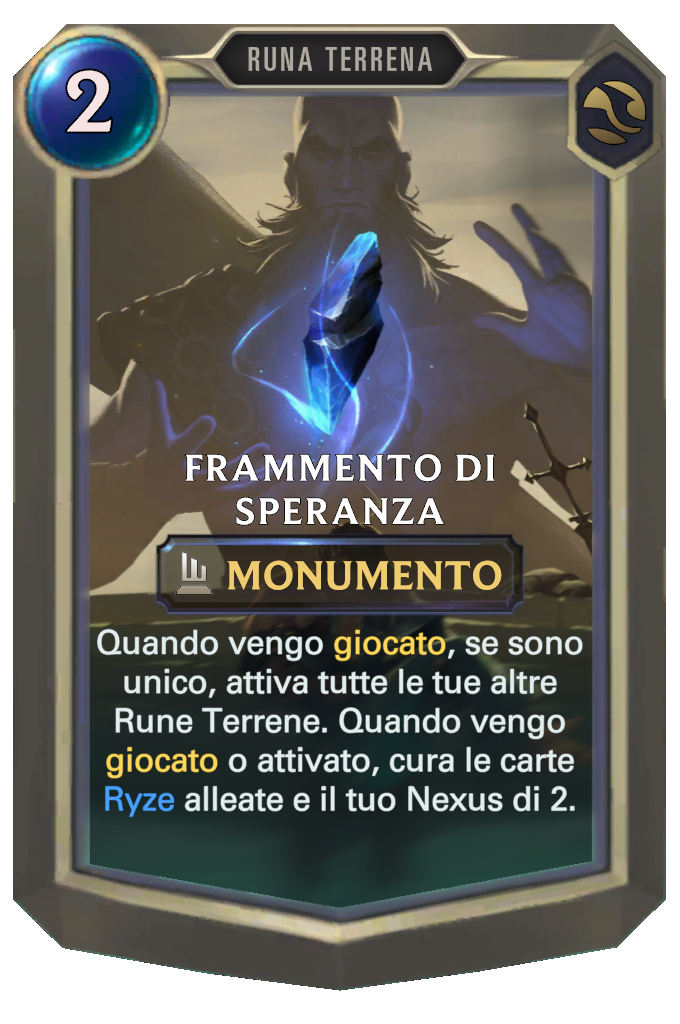 RUNA TERRENA
2
FRAMMENTO DI
SPERANZA
MONUMENTO
Quando vengo giocato, se sono
unico, attiva tutte le tue altre
Rune Terrene. Quando vengo
giocato o attivato, cura le carte
Ryze alleate e il tuo Nexus di 2.